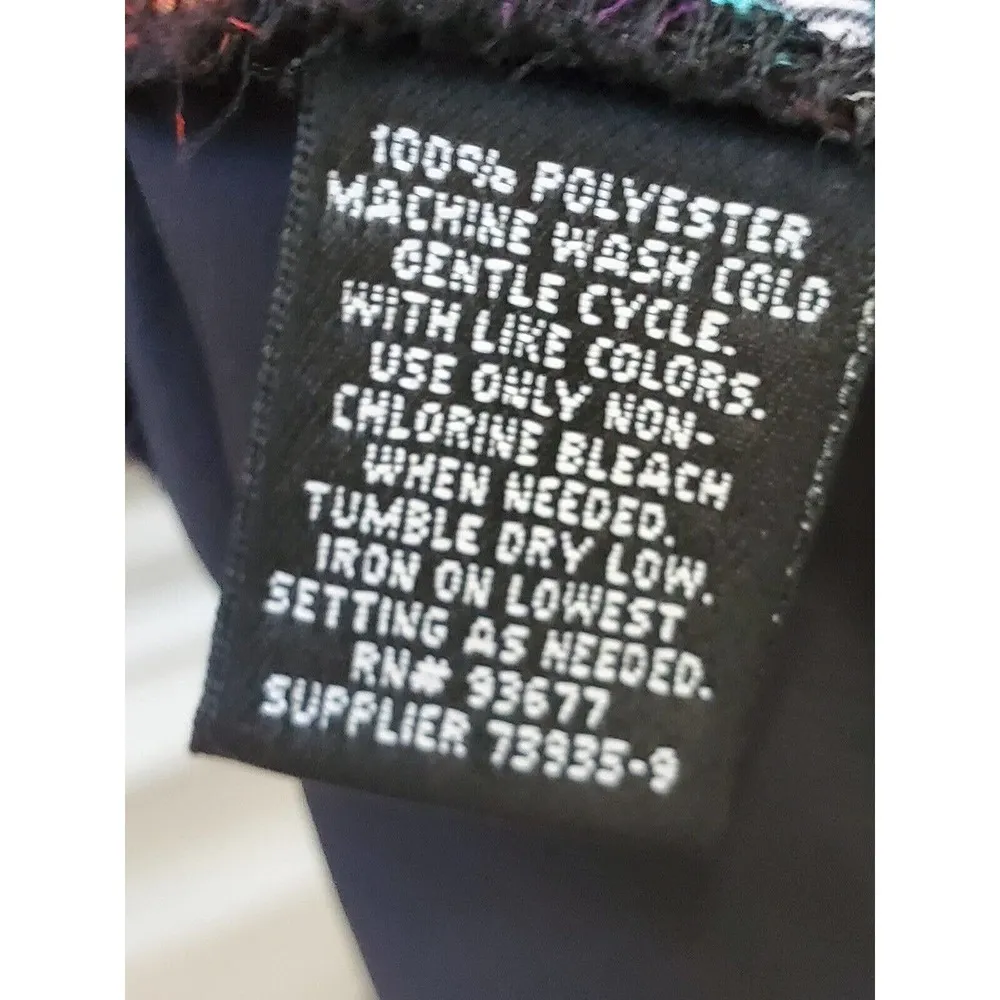 100% POLYESTER
MACHINE WASH COLD
GENTLE CYCLE.
WITH LIKE COLORS.
USE ONLY NON-
CHLORINE BLEACH
WHEN NEEDED.
TUMBLE DRY LOW.
IRON ON LOWEST
SETTING AS NEEDED.
RN# 93677
SUPPLIER 73935-9